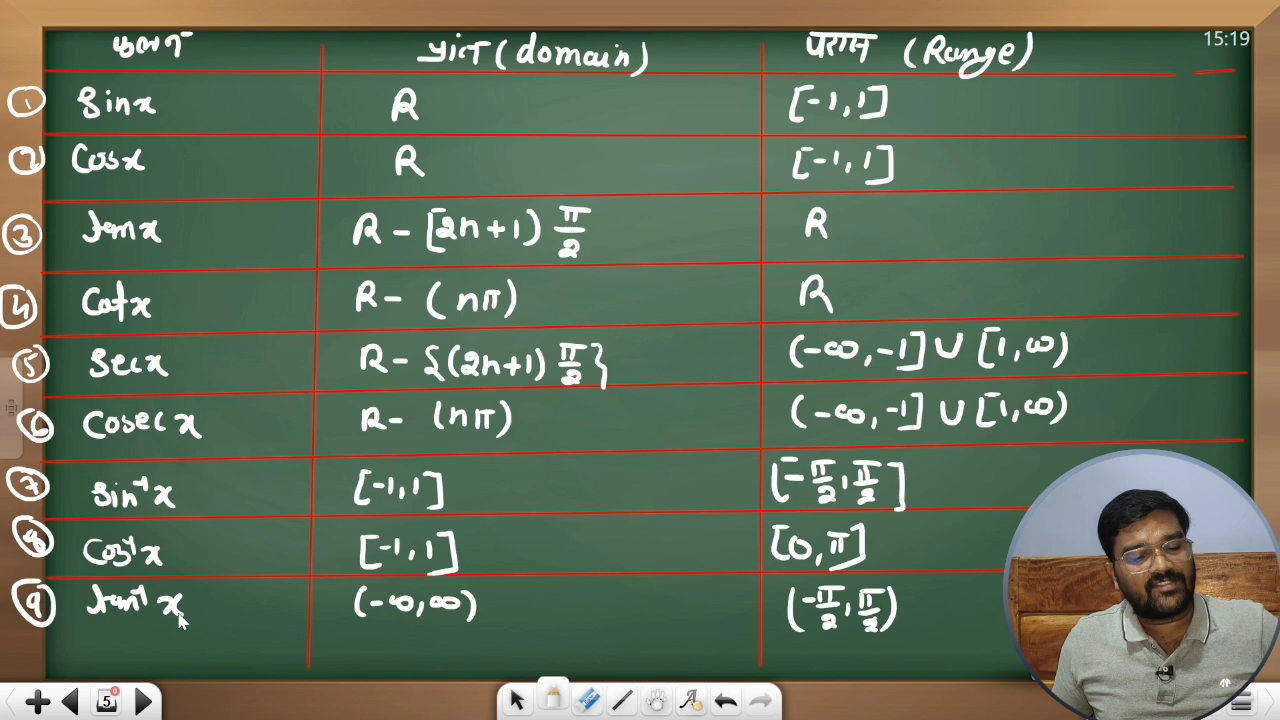 फलन प्रांत (domain) परास (Range) 15:19
① Sinx R [-1,1]
② Cosx R [-1,1]
③ tanx R - [2n+1) π/2 R
④ Cotx R - (nπ) R
⑤ Secx R - {(2n+1) π/2} (-∞,-1] ∪ [1,∞)
⑥ Cosecx R - (nπ) (-∞,-1] ∪ [1,∞)
⑦ Sin⁻¹x [-1,1] [-π/2, π/2]
⑧ Cos⁻¹x [-1,1] [0,π]
⑨ tan⁻¹x (-∞,∞) (-π/2, π/2)
5 0